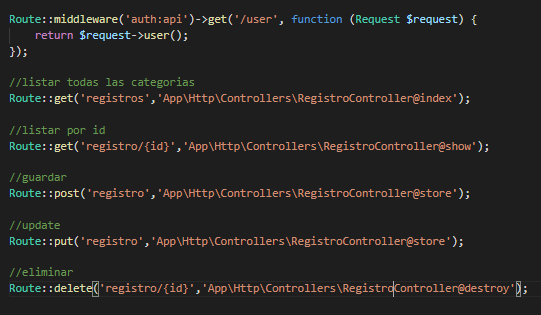 Route::middleware('auth:api')->get('/user', function (Request $request) {
    return $request->user();
});

//listar todas las categorias
Route::get('registros','App\Http\Controllers\RegistroController@index');

//listar por id
Route::get('registro/{id}','App\Http\Controllers\RegistroController@show');

//guardar
Route::post('registro','App\Http\Controllers\RegistroController@store');

//update
Route::put('registro','App\Http\Controllers\RegistroController@store');

//eliminar
Route::delete('registro/{id}','App\Http\Controllers\RegistroController@destroy');